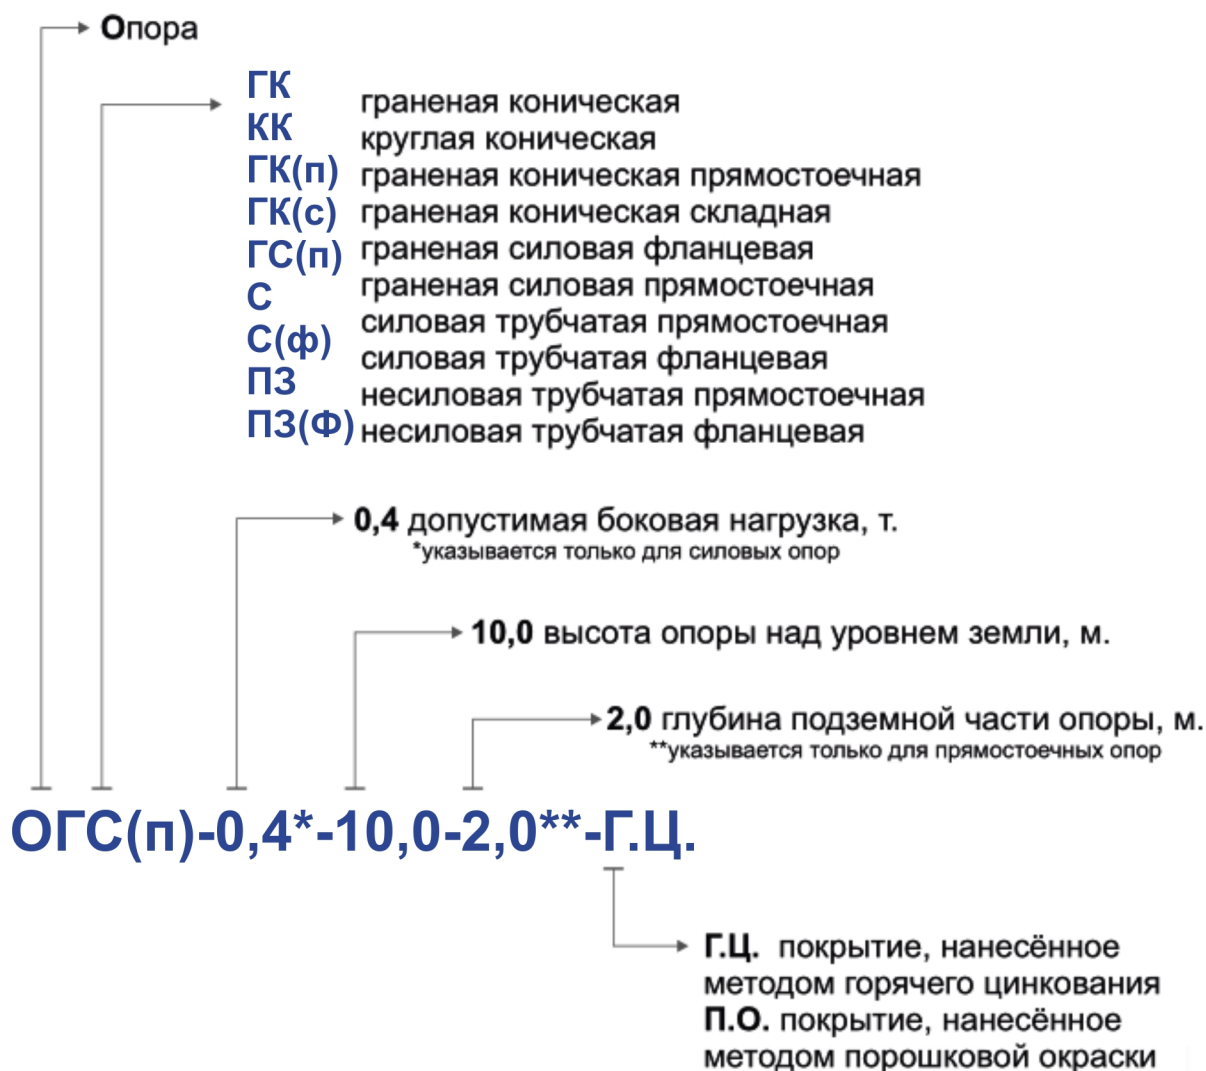 Опора
ГК
граненая коническая
КК
круглая коническая
ГК(п)
граненая коническая прямостоечная
ГК(с)
граненая коническая складная
ГС(п)
граненая силовая фланцевая
С
граненая силовая прямостоечная
С(ф)
силовая трубчатая прямостоечная
силовая трубчатая фланцевая
ПЗ
несиловая трубчатая прямостоечная
ПЗ(Ф)
несиловая трубчатая фланцевая
0,4 допустимая боковая нагрузка, т.
*указывается только для силовых опор
10,0 высота опоры над уровнем земли, м.
2,0 глубина подземной части опоры, м.
**указывается только для прямостоечных опор
ОГС(п)-0,4*-10,0-2,0**-Г.Ц.
Г.Ц. покрытие, нанесённое
методом горячего цинкования
П.О. покрытие, нанесённое
методом порошковой окраски